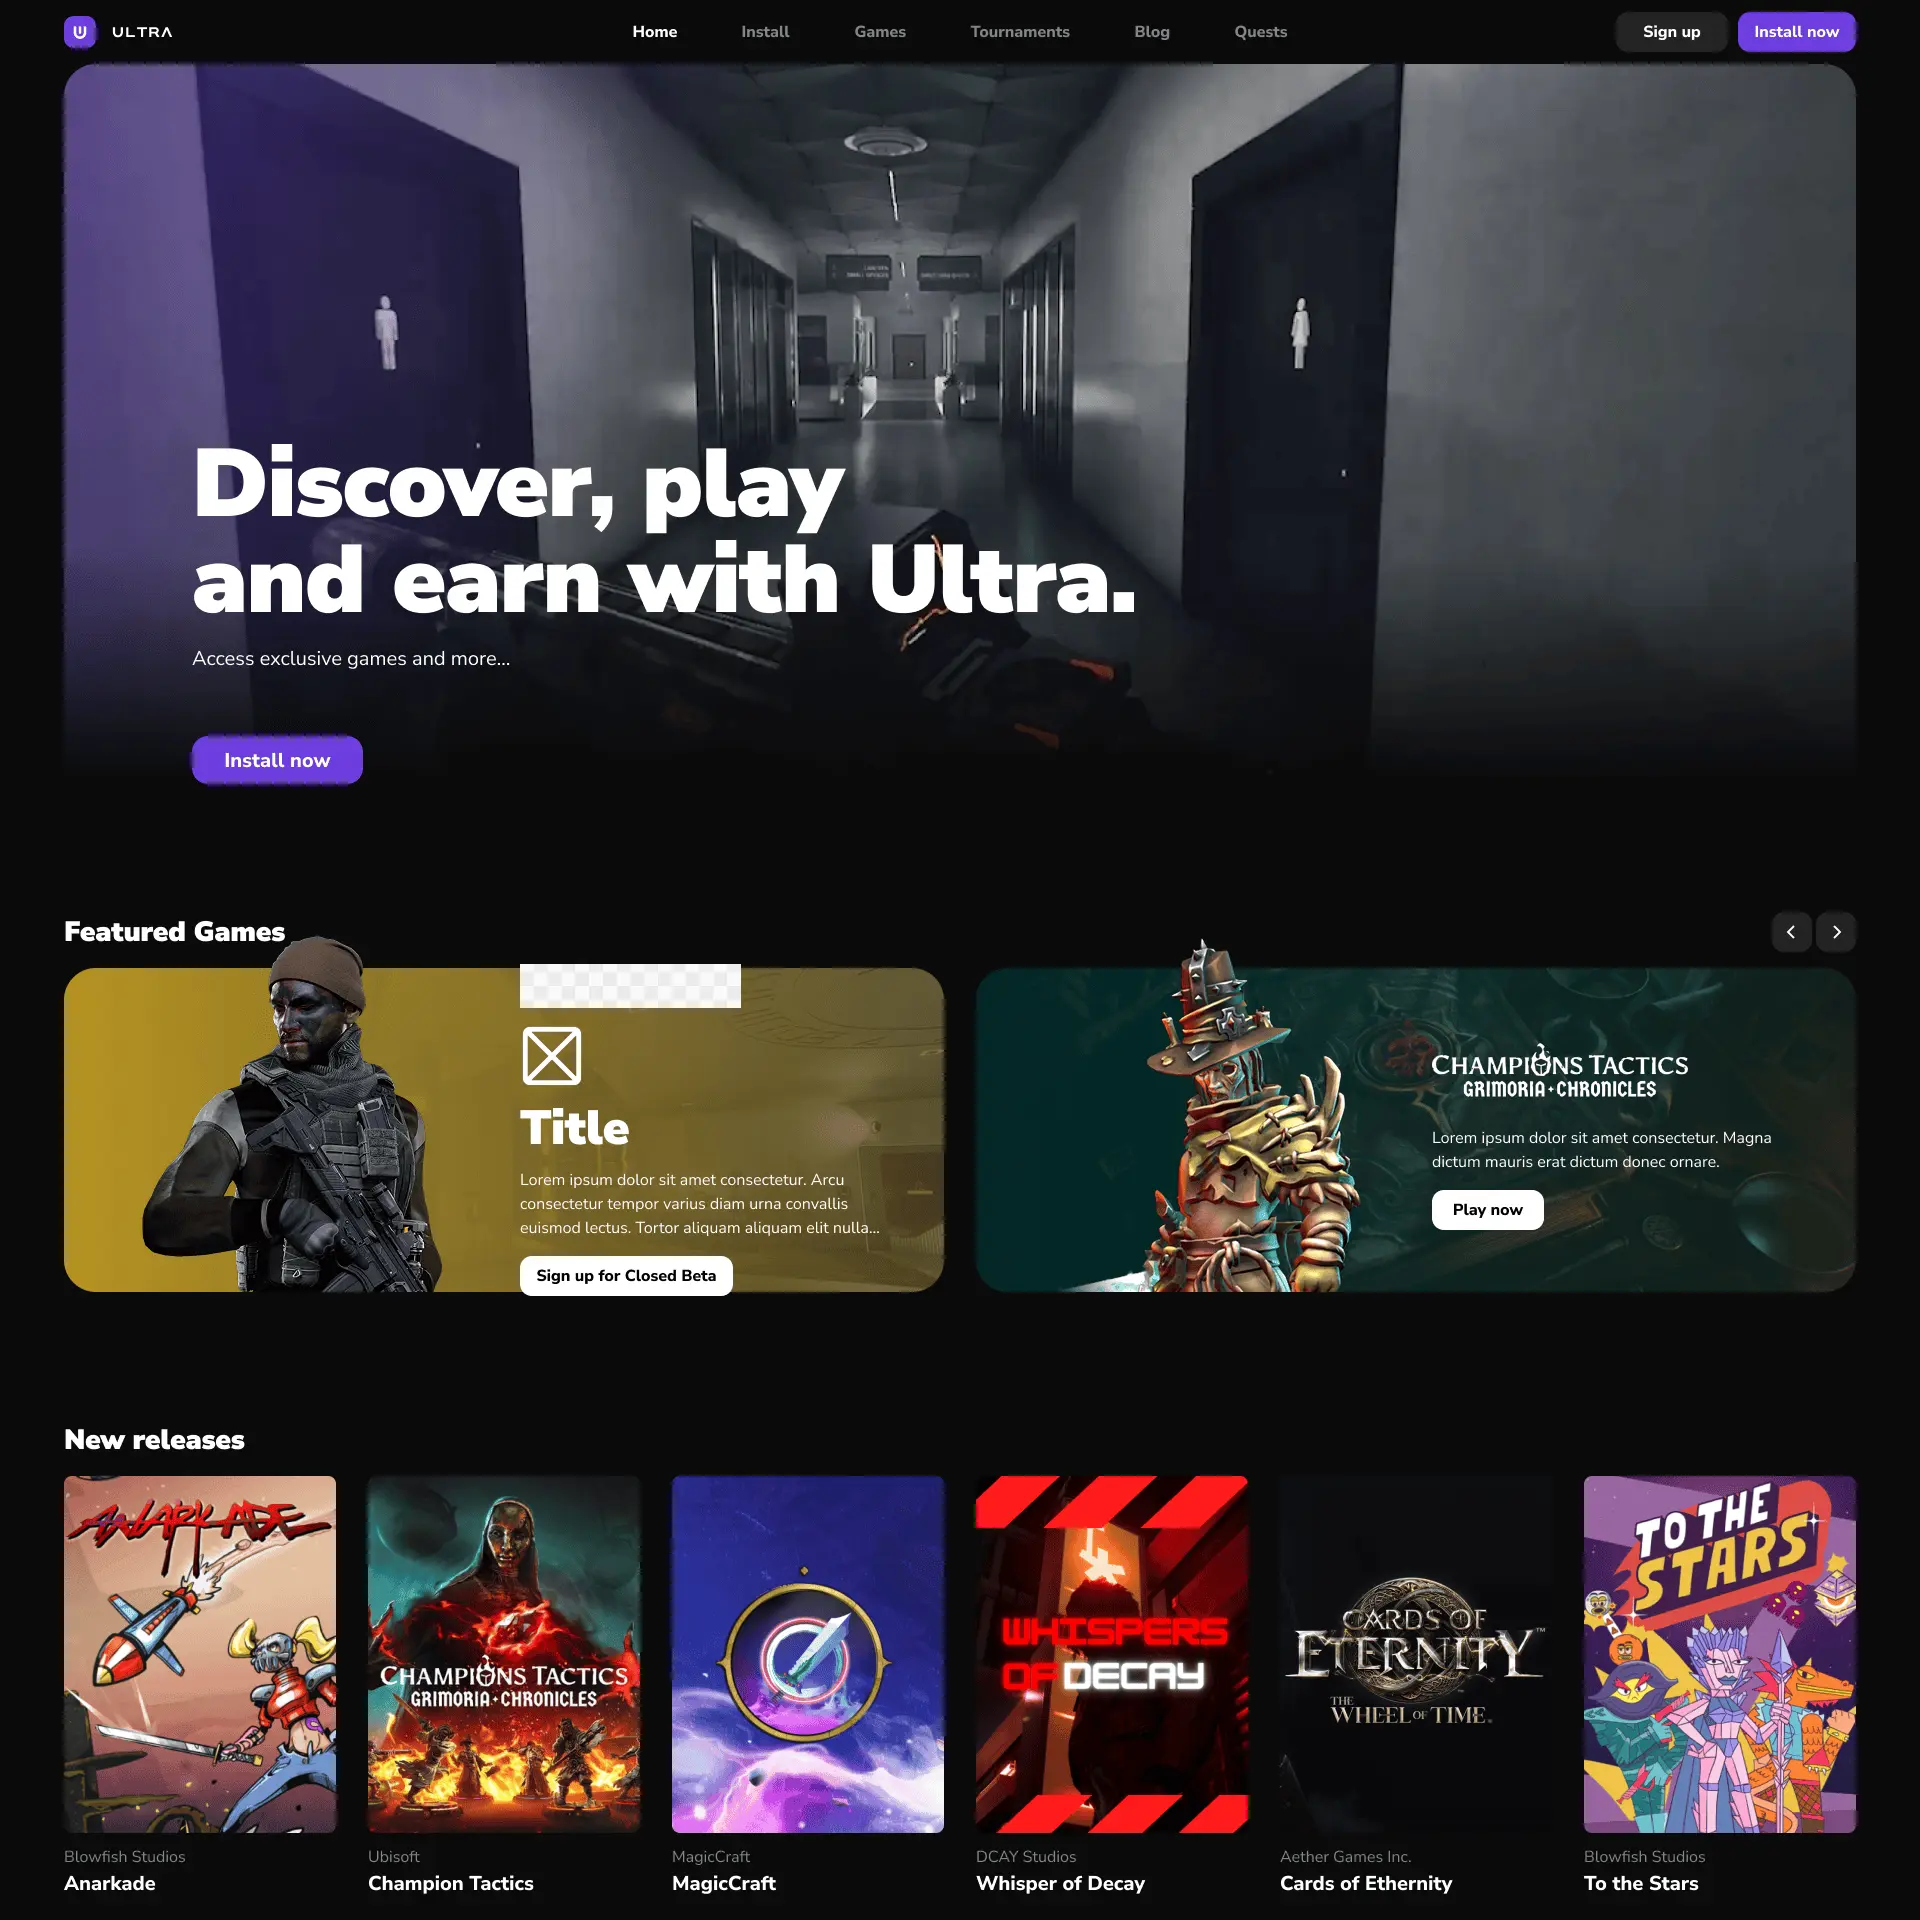 ULTRA
Home
Install
Games
Tournaments
Blog
Quests
Sign up
Install now
Discover, play
and earn with Ultra.
Access exclusive games and more...
Install now
Featured Games
Title
Lorem ipsum dolor sit amet consectetur. Arcu
consectetur tempor varius diam urna convallis
euismod lectus. Tortor aliquam aliquam elit nulla...
Sign up for Closed Beta
CHAMPIONS TACTICS
GRIMORIA CHRONICLES
Lorem ipsum dolor sit amet consectetur. Magna
dictum mauris erat dictum donec ornare.
Play now
New releases
ANARKADE
Blowfish Studios
Anarkade
CHAMPIONS TACTICS
GRIMORIA CHRONICLES
Ubisoft
Champion Tactics
MagicCraft
MagicCraft
WHISPERS
OF DECAY
DCAY Studios
Whisper of Decay
CARDS OF
ETERNITY™
THE
WHEEL OF TIME
Aether Games Inc.
Cards of Ethernity
TO THE
STARS
Blowfish Studios
To the Stars